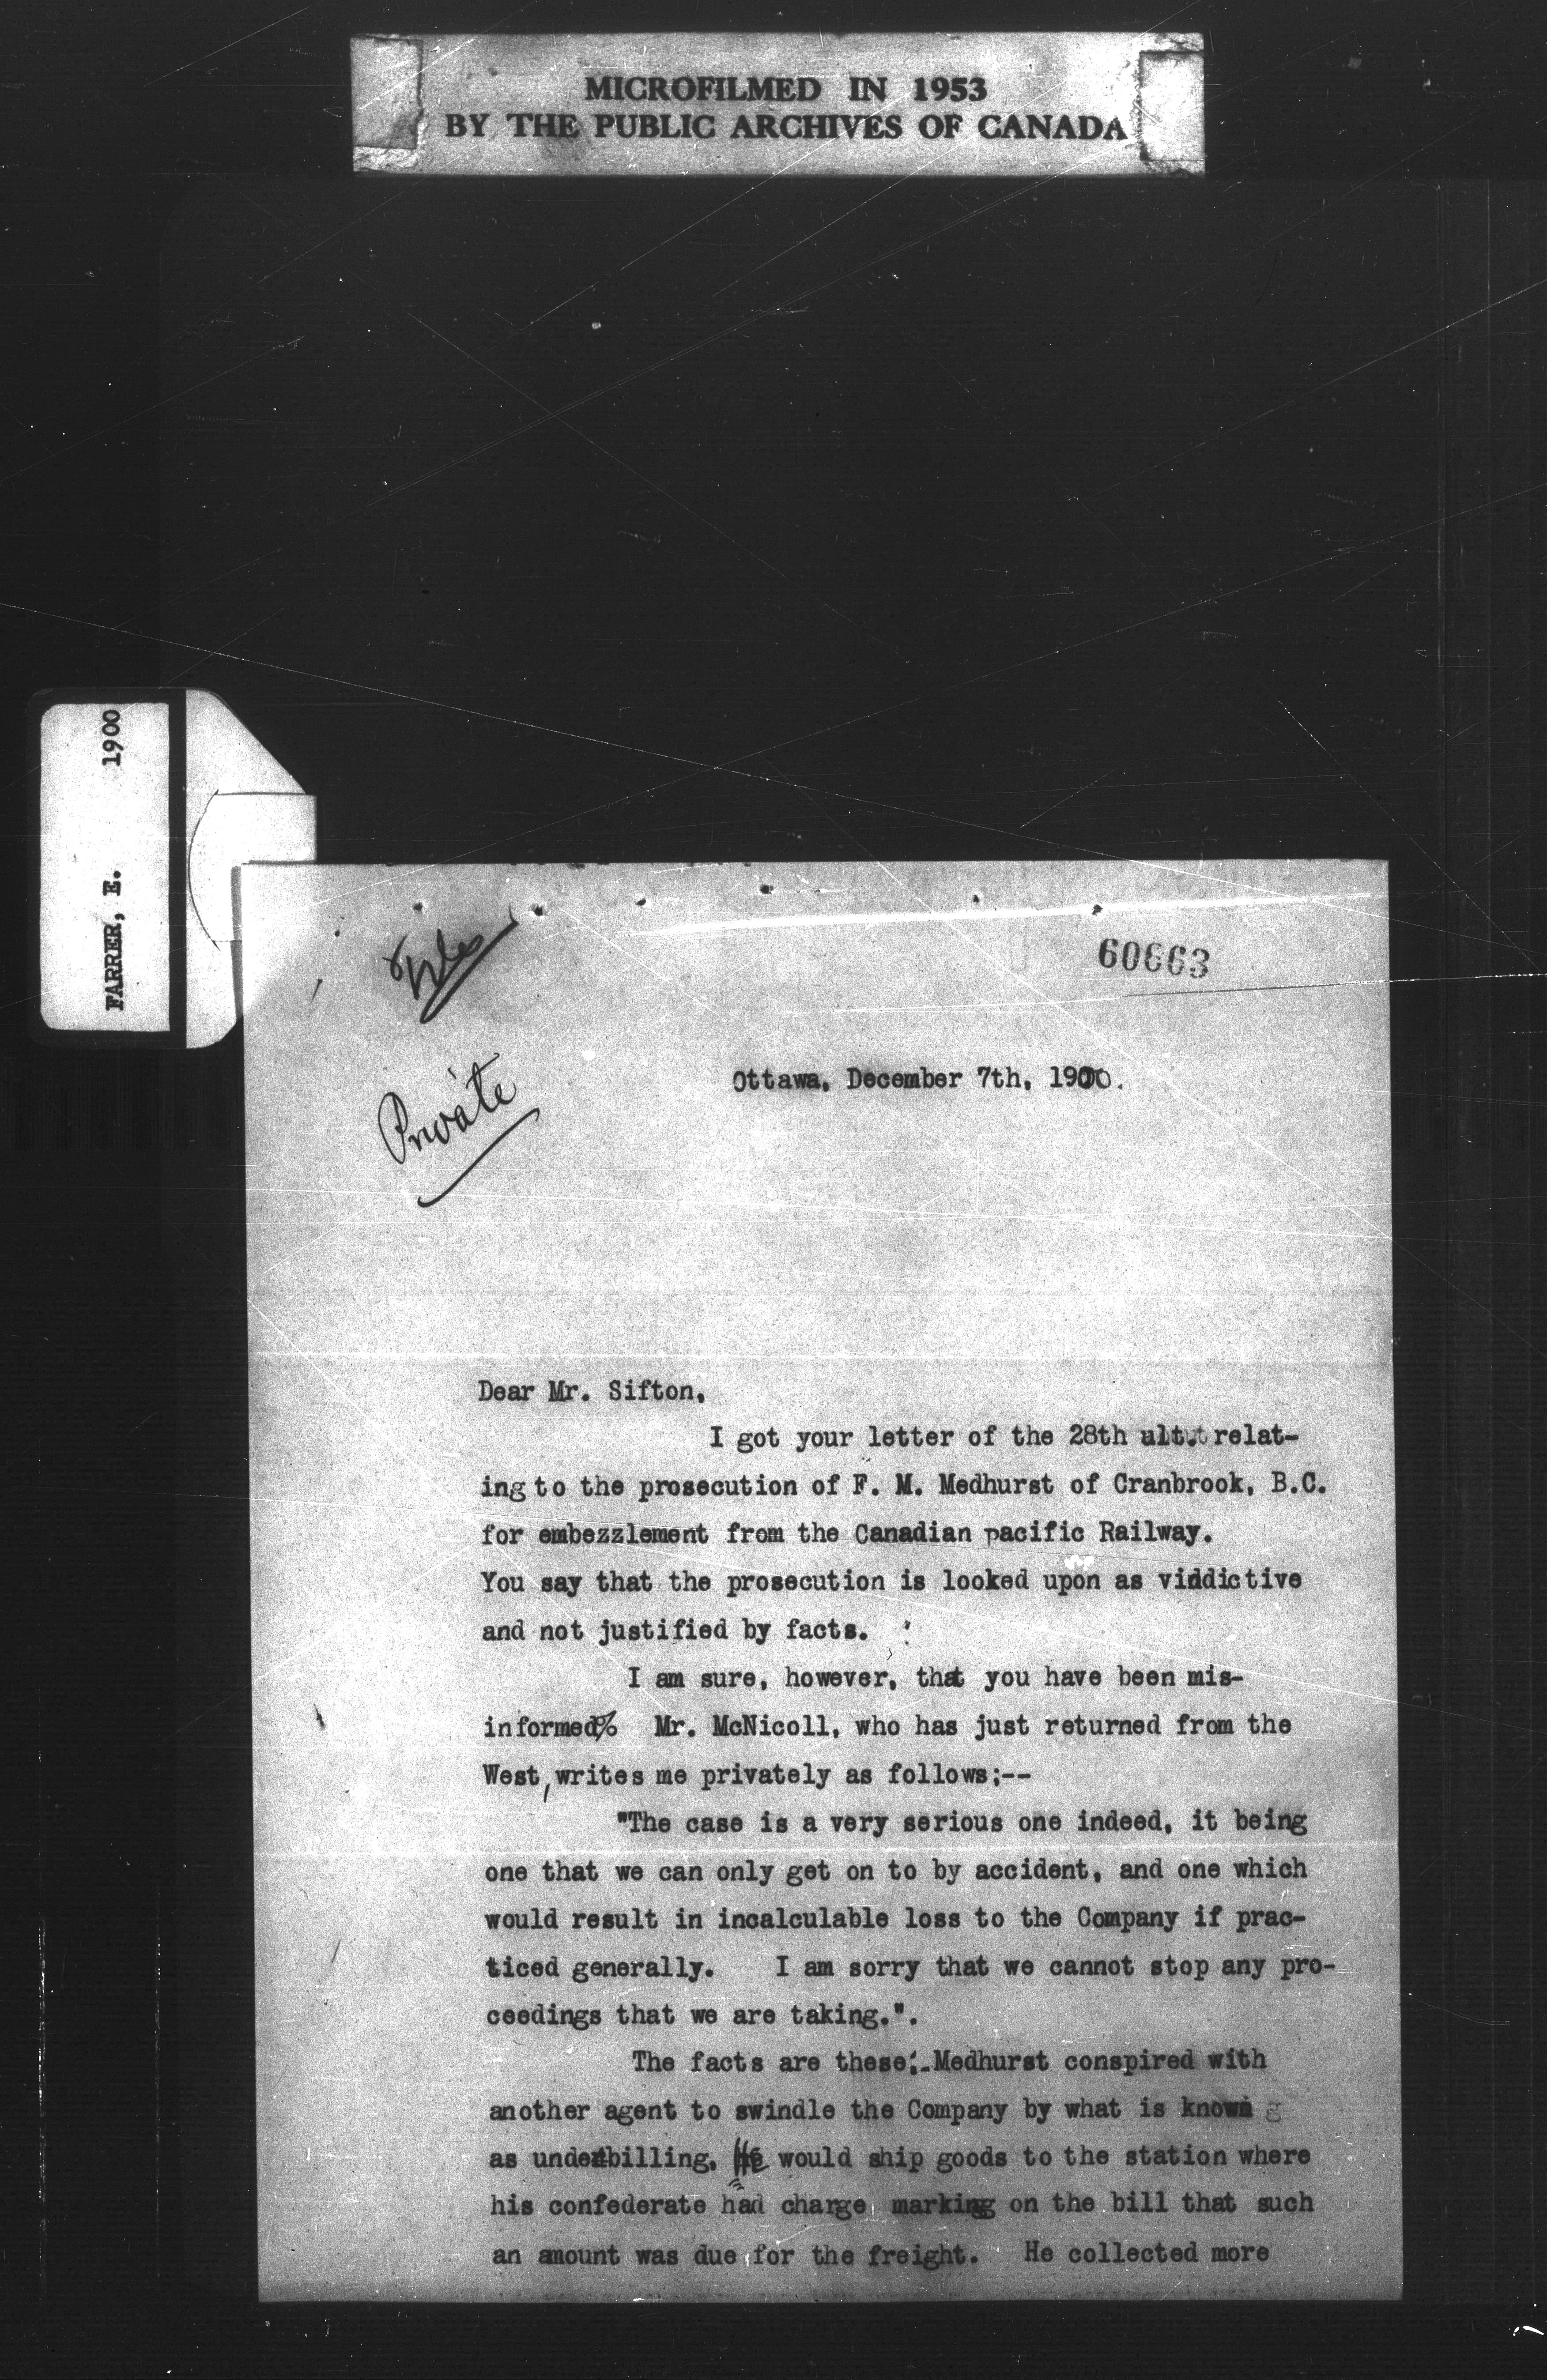 MICROFILMED IN 1953
BY THE PUBLIC ARCHIVES OF CANADA
FARRER, E. 1900
60663
Private
Ottawa, December 7th, 1900.
Dear Mr. Sifton,
I got your letter of the 28th ult. relat-
ing to the prosecution of F. M. Medhurst of Cranbrook, B.C.
for embezzlement from the Canadian pacific Railway.
You say that the prosecution is looked upon as vindictive
and not justified by facts.
I am sure, however, that you have been mis-
informed. Mr. McNicoll, who has just returned from the
West, writes me privately as follows;--
"The case is a very serious one indeed, it being
one that we can only get on to by accident, and one which
would result in incalculable loss to the Company if prac-
ticed generally. I am sorry that we cannot stop any pro-
ceedings that we are taking.".
The facts are these:-Medhurst conspired with
another agent to swindle the Company by what is known
as underbilling. He would ship goods to the station where
his confederate had charge, marking on the bill that such
an amount was due for the freight. He collected more